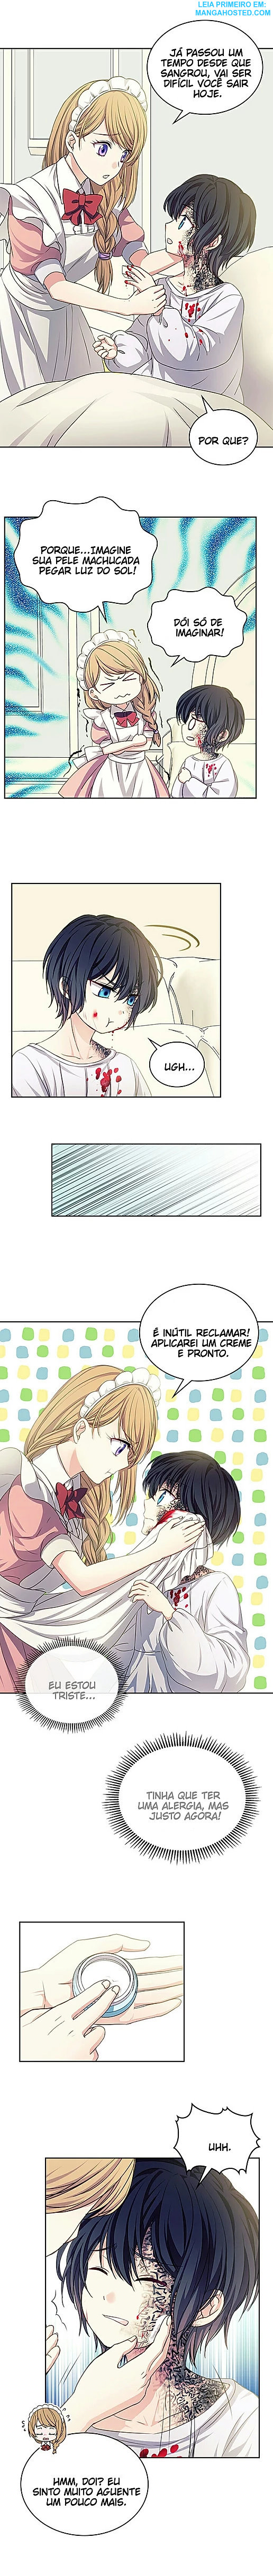 LEIA PRIMEIRO EM:
MANGAHOSTED.COM
JÁ PASSOU UM
TEMPO DESDE QUE
SANGROU, VAI SER
DIFÍCIL VOCÊ SAIR
HOJE.
POR QUE?
PORQUE...IMAGINE
SUA PELE MACHUCADA
PEGAR LUZ DO SOL!
DÓI SÓ DE
IMAGINAR!
UGH...
É INÚTIL RECLAMAR!
APLICAREI UM CREME
E PRONTO.
EU ESTOU
TRISTE...
TINHA QUE TER
UMA ALERGIA, MAS
JUSTO AGORA!
UHH.
HMM, DOI? EU
SINTO MUITO AGUENTE
UM POUCO MAIS.